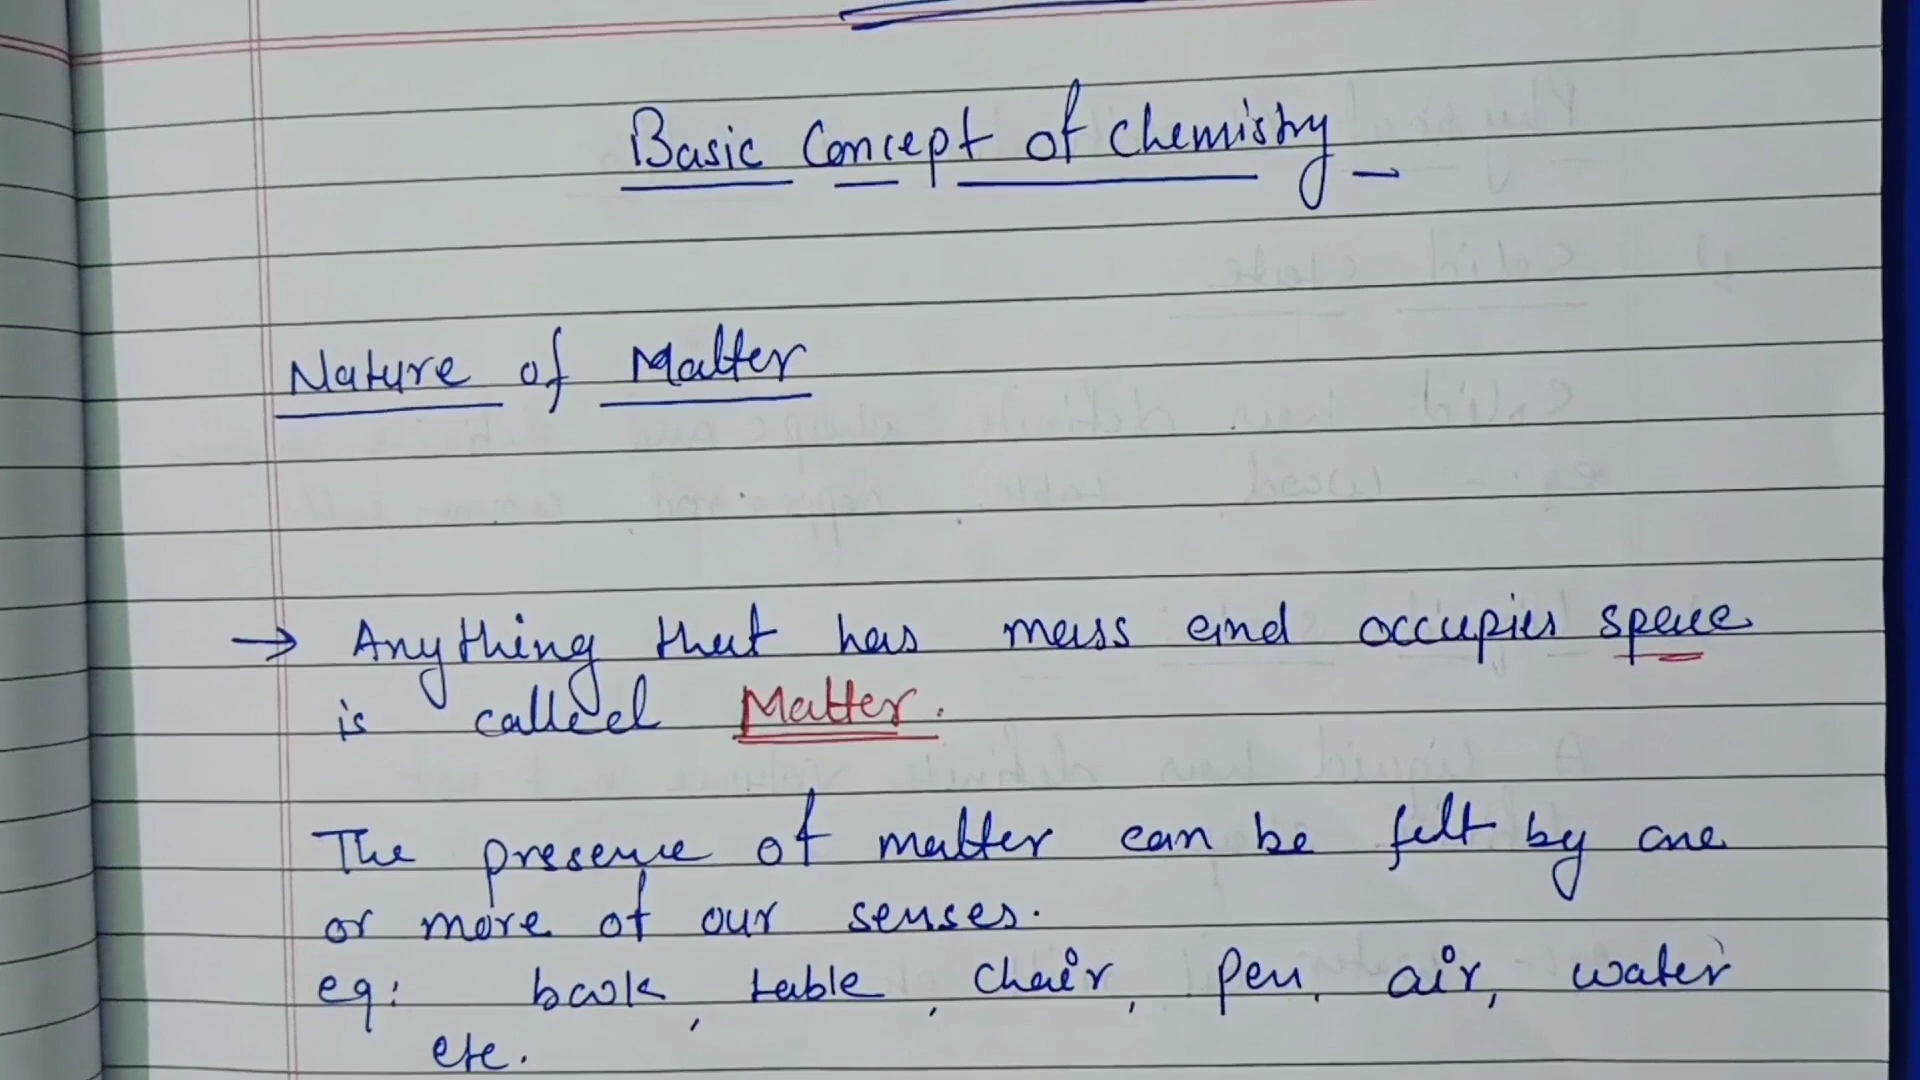 Basic Concept of Chemistry -
Nature of Matter
→ Anything that has mass and occupies space
is called Matter.
The presence of matter can be felt by one
or more of our senses.
eg: book, table, chair, pen, air, water
etc.